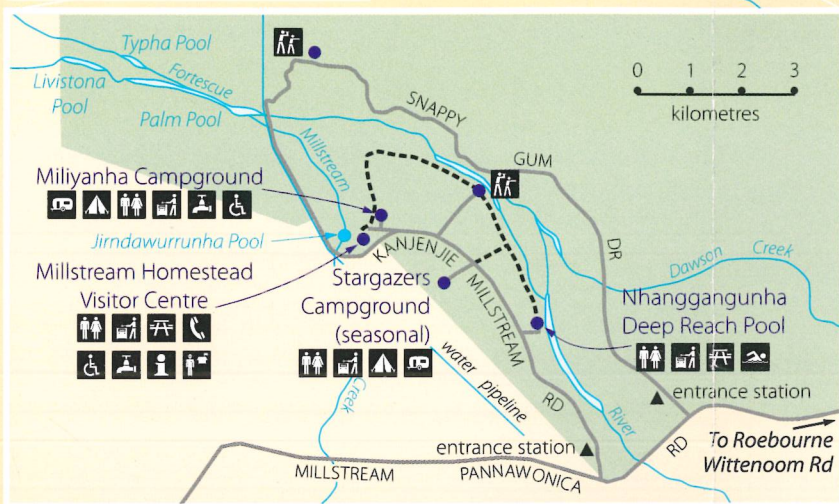 Typha Pool
Livistona
Pool
Fortescue
Palm Pool
Millstream
SNAPPY
GUM
DR
0 1 2 3
kilometres
Miliyanha Campground
Jirndawurrunha Pool
Millstream Homestead
Visitor Centre
KANJENJIE
MILLSTREAM
RD
Stargazers
Campground
(seasonal)
Dawson Creek
Nhanggangunha
Deep Reach Pool
water pipeline
Creek
River
entrance station
entrance station
RD
To Roebourne
Wittenoom Rd
MILLSTREAM PANNAWONICA